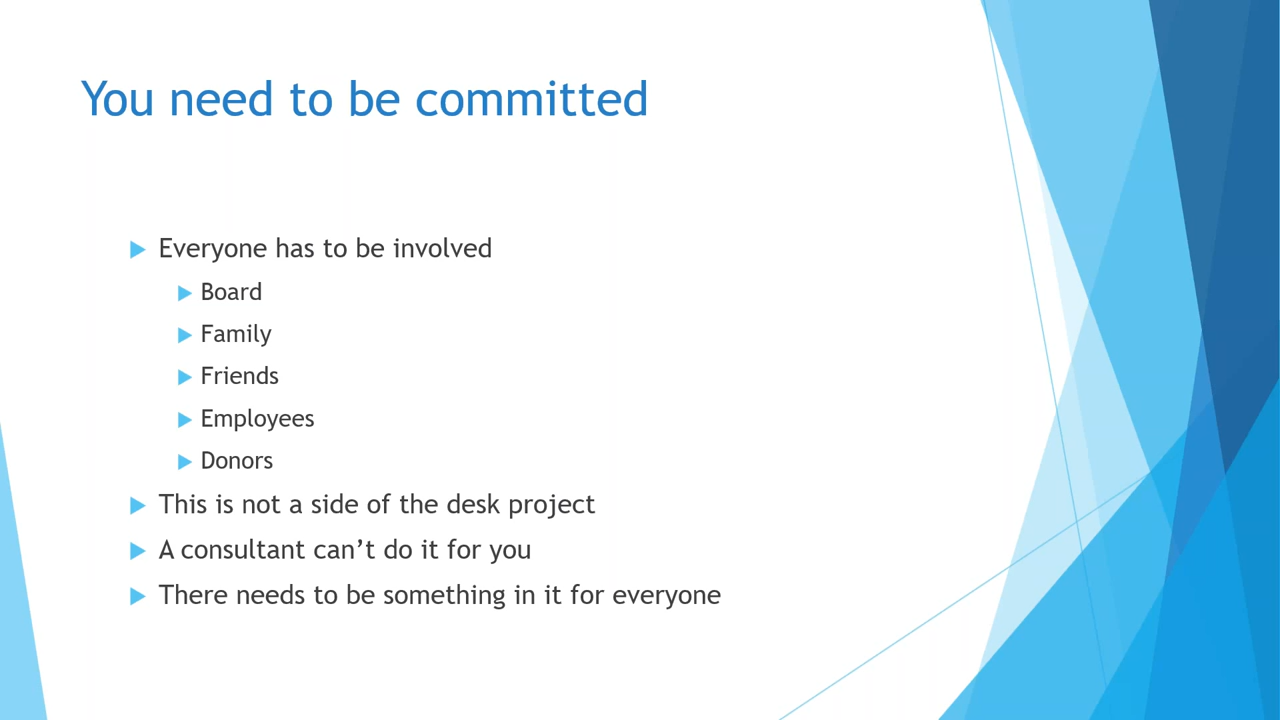 You need to be committed
Everyone has to be involved
Board
Family
Friends
Employees
Donors
This is not a side of the desk project
A consultant can’t do it for you
There needs to be something in it for everyone